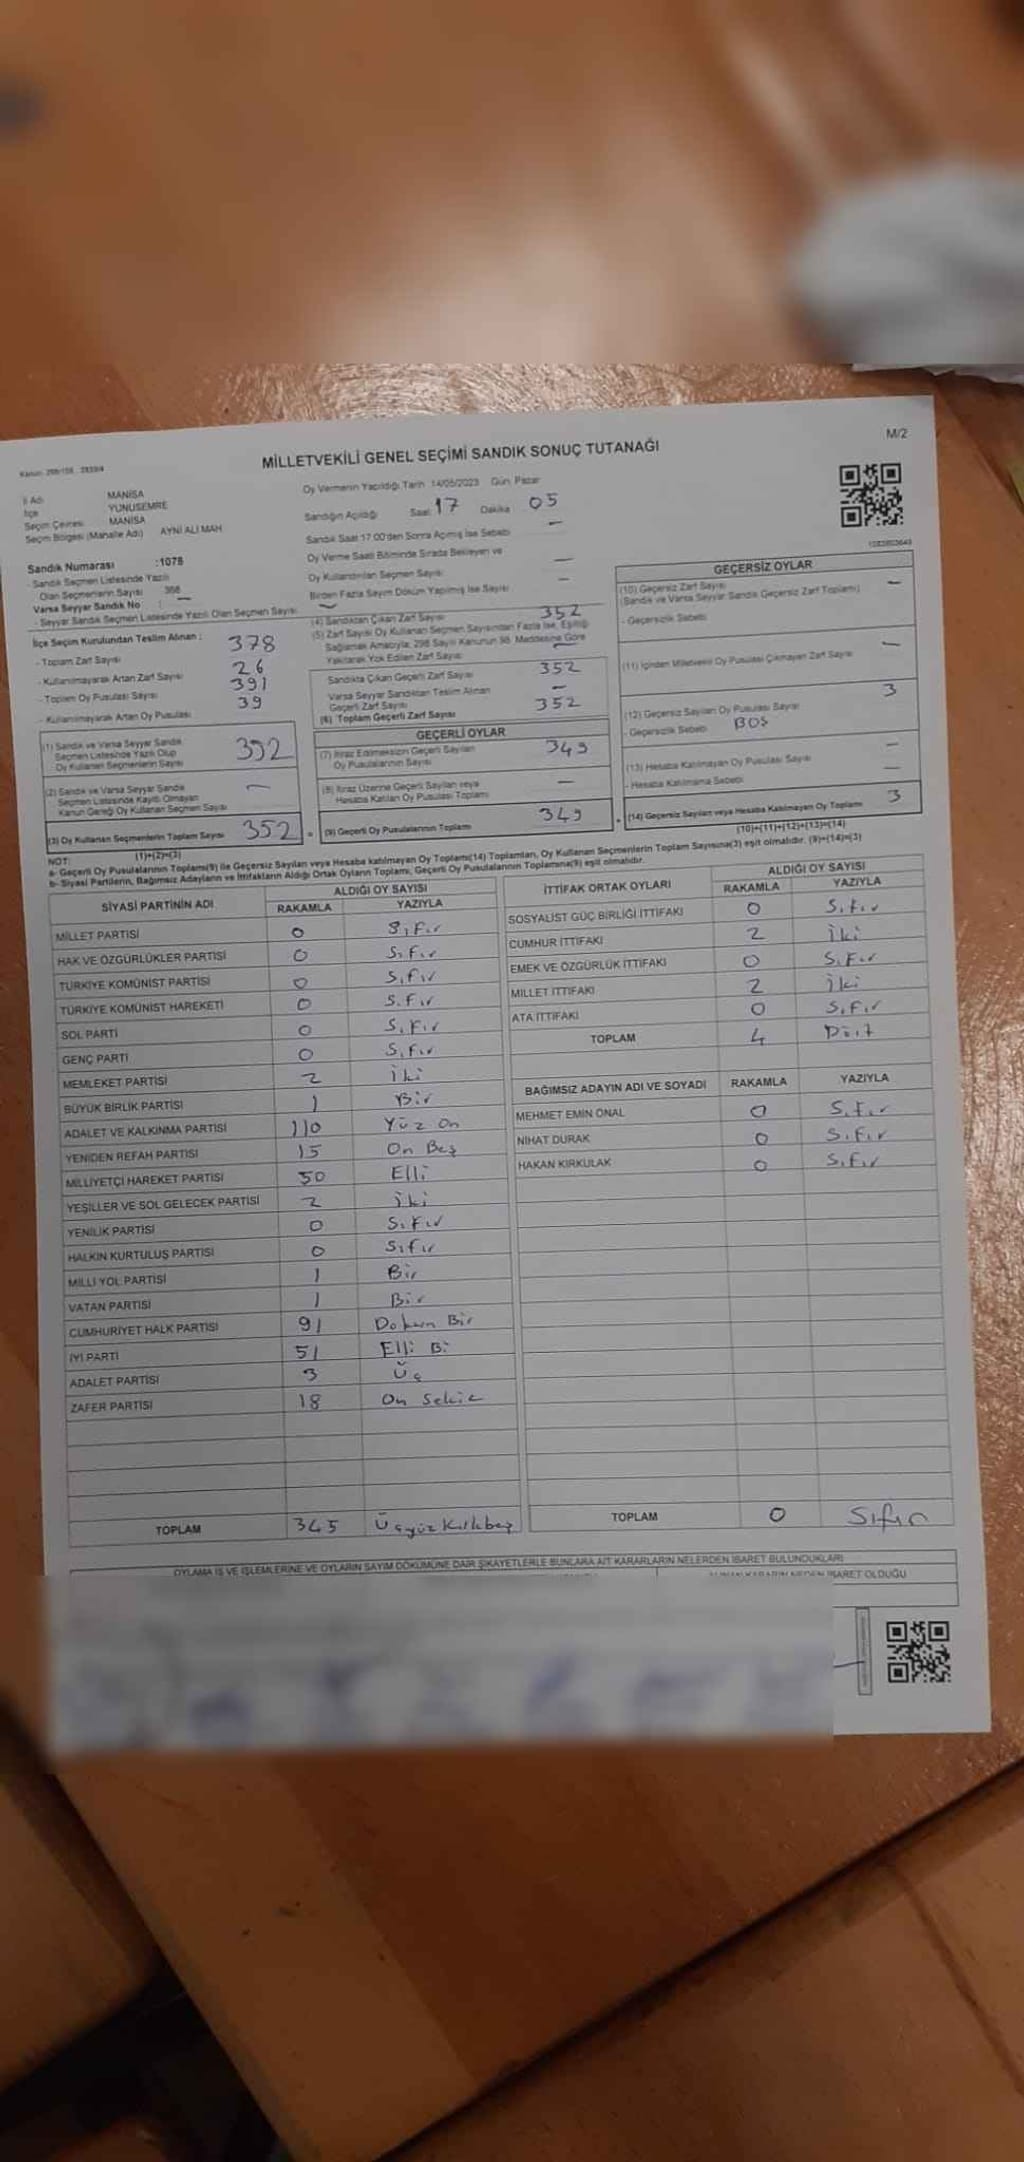 M/2
MİLLETVEKİLİ GENEL SEÇİMİ SANDIK SONUÇ TUTANAĞI
İl Adı MANİSA
İlçe YUNUSEMRE
Seçim Çevresi MANİSA
Seçim Bölgesi (Mahalle Adı) AYNİ ALİ MAH
Sandık Numarası :1078
- Sandık Seçmen Listesinde Yazılı
Olan Seçmenlerin Sayısı 368
Varsa Seyyar Sandık No : —
- Seyyar Sandık Seçmen Listesinde Yazılı Olan Seçmen Sayısı —
Oy Vermenin Yapıldığı Tarih 14/05/2023 Gün Pazar
Sandığın Açıldığı Saat 17 Dakika 05
Sandık Saat 17:00'den Sonra Açılmış İse Sebebi —
Oy Verme Saati Bitiminde Sırada Bekleyen ve
Oy Kullandırılan Seçmen Sayısı —
Birden Fazla Sayım Döküm Yapılmış İse Sayısı —
İlçe Seçim Kurulundan Teslim Alınan :
- Toplam Zarf Sayısı 378
- Kullanılmayarak Artan Zarf Sayısı 26
- Toplam Oy Pusulası Sayısı 391
- Kullanılmayarak Artan Oy Pusulası 39
(4) Sandıktan Çıkan Zarf Sayısı 352
(5) Zarf Sayısı Oy Kullanan Seçmen Sayısından Fazla İse, Eşitliği
Sağlamak Amacıyla; 298 Sayılı Kanunun 98. Maddesine Göre
Yakılarak Yok Edilen Zarf Sayısı —
Sandıkta Çıkan Geçerli Zarf Sayısı 352
Varsa Seyyar Sandıktan Teslim Alınan
Geçerli Zarf Sayısı —
(6) Toplam Geçerli Zarf Sayısı 352
(1) Sandık ve Varsa Seyyar Sandık
Seçmen Listesinde Yazılı Olup
Oy Kullanan Seçmenlerin Sayısı 352
(2) Sandık ve Varsa Seyyar Sandık
Seçmen Listesinde Kayıtlı Olmayan
Kanun Gereği Oy Kullanan Seçmen Sayısı —
(3) Oy Kullanan Seçmenlerin Toplam Sayısı 352
(1)+(2)=(3)
GEÇERLİ OYLAR
(7) İtiraz Edilmeksizin Geçerli Sayılan
Oy Pusulalarının Sayısı 349
(8) İtiraz Üzerine Geçerli Sayılan veya
Hesaba Katılan Oy Pusulası Toplamı —
(9) Geçerli Oy Pusulalarının Toplamı 349
GEÇERSİZ OYLAR
(10) Geçersiz Zarf Sayısı —
(Sandık ve Varsa Seyyar Sandık Geçersiz Zarf Toplamı)
- Geçersizlik Sebebi
(11) İçinden Milletvekili Oy Pusulası Çıkmayan Zarf Sayısı —
(12) Geçersiz Sayılan Oy Pusulası Sayısı 3
- Geçersizlik Sebebi BOŞ
(13) Hesaba Katılmayan Oy Pusulası Sayısı —
- Hesaba Katılmama Sebebi —
(14) Geçersiz Sayılan veya Hesaba Katılmayan Oy Toplamı 3
(10)+(11)+(12)+(13)=(14)
NOT:
a- Geçerli Oy Pusulalarının Toplamı(9) ile Geçersiz Sayılan veya Hesaba katılmayan Oy Toplamı(14) Toplamları, Oy Kullanan Seçmenlerin Toplam Sayısına(3) eşit olmalıdır. (9)+(14)=(3)
b- Siyasi Partilerin, Bağımsız Adayların ve İttifakların Aldığı Ortak Oyların Toplamı, Geçerli Oy Pusulalarının Toplamına(9) eşit olmalıdır.
SİYASİ PARTİNİN ADI ALDIĞI OY SAYISI
RAKAMLA YAZIYLA
MİLLET PARTİSİ 0 Sıfır
HAK VE ÖZGÜRLÜKLER PARTİSİ 0 Sıfır
TÜRKİYE KOMÜNİST PARTİSİ 0 Sıfır
TÜRKİYE KOMÜNİST HAREKETİ 0 Sıfır
SOL PARTİ 0 Sıfır
GENÇ PARTİ 0 Sıfır
MEMLEKET PARTİSİ 2 İki
BÜYÜK BİRLİK PARTİSİ 1 Bir
ADALET VE KALKINMA PARTİSİ 110 Yüz On
YENİDEN REFAH PARTİSİ 15 On Beş
MİLLİYETÇİ HAREKET PARTİSİ 50 Elli
YEŞİLLER VE SOL GELECEK PARTİSİ 2 İki
YENİLİK PARTİSİ 0 Sıfır
HALKIN KURTULUŞ PARTİSİ 0 Sıfır
MİLLİ YOL PARTİSİ 1 Bir
VATAN PARTİSİ 1 Bir
CUMHURİYET HALK PARTİSİ 91 Doksan Bir
İYİ PARTİ 51 Elli Bi
ADALET PARTİSİ 3 Üç
ZAFER PARTİSİ 18 On Sekiz
TOPLAM 345 Üçyüz Kırkbeş
İTTİFAK ORTAK OYLARI ALDIĞI OY SAYISI
RAKAMLA YAZIYLA
SOSYALİST GÜÇ BİRLİĞİ İTTİFAKI 0 Sıfır
CUMHUR İTTİFAKI 2 İki
EMEK VE ÖZGÜRLÜK İTTİFAKI 0 Sıfır
MİLLET İTTİFAKI 2 İki
ATA İTTİFAKI 0 Sıfır
TOPLAM 4 Dört
BAĞIMSIZ ADAYIN ADI VE SOYADI RAKAMLA YAZIYLA
MEHMET EMİN ÖNAL 0 Sıfır
NİHAT DURAK 0 Sıfır
HAKAN KIRKULAK 0 Sıfır
TOPLAM 0 Sıfır
OYLAMA İŞ VE İŞLEMLERİNE VE OYLARIN SAYIM DÖKÜMÜNE DAİR ŞİKAYETLERLE BUNLARA AİT KARARLARIN NELERDEN İBARET BULUNDUKLARI